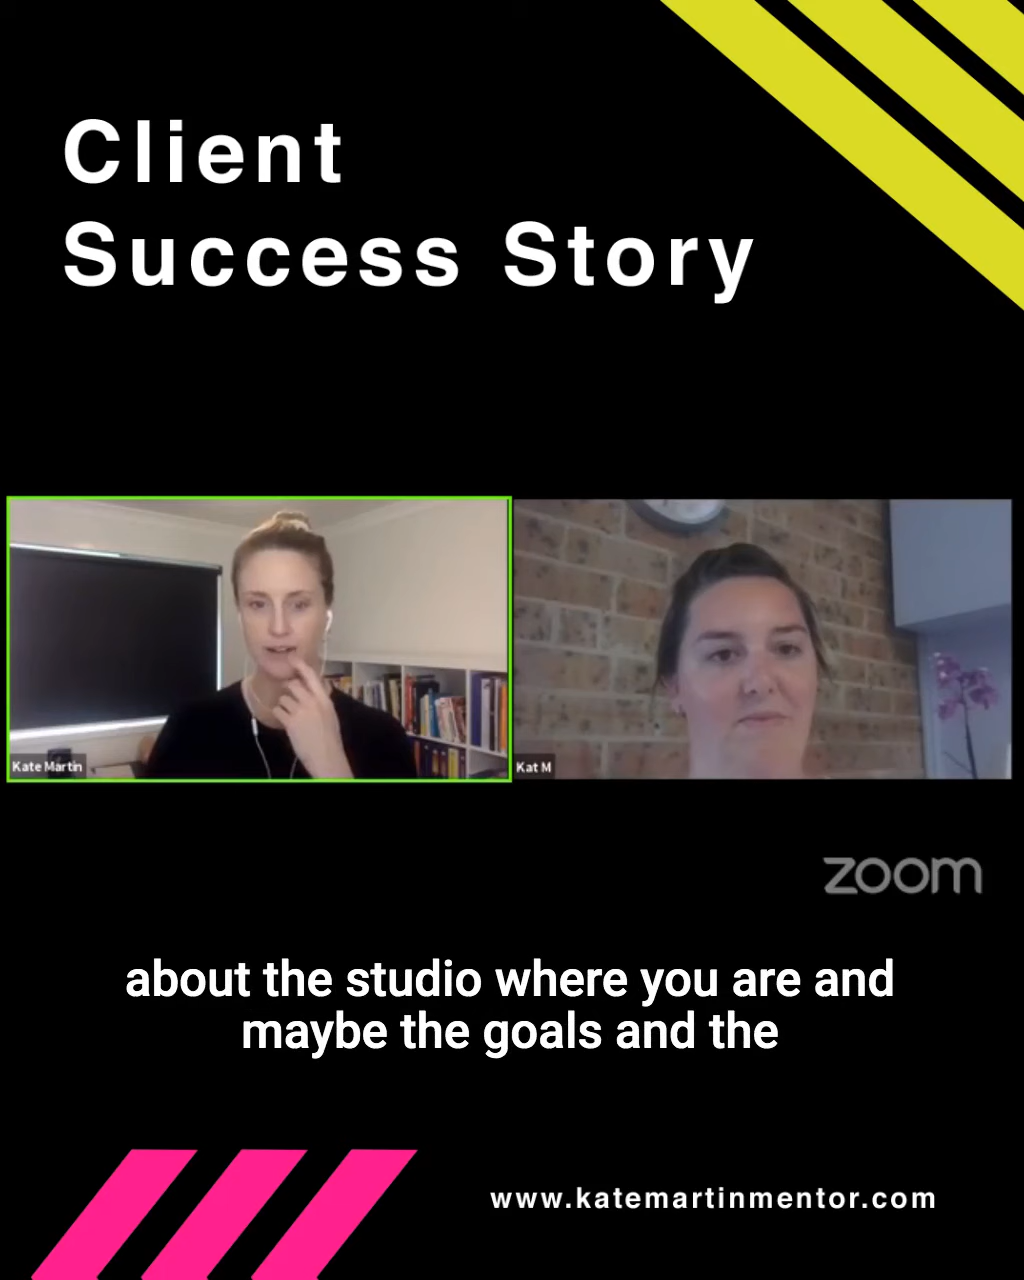 Client
Success Story
Kate Martin
Kat M
zoom
about the studio where you are and
maybe the goals and the
www.katemartinmentor.com